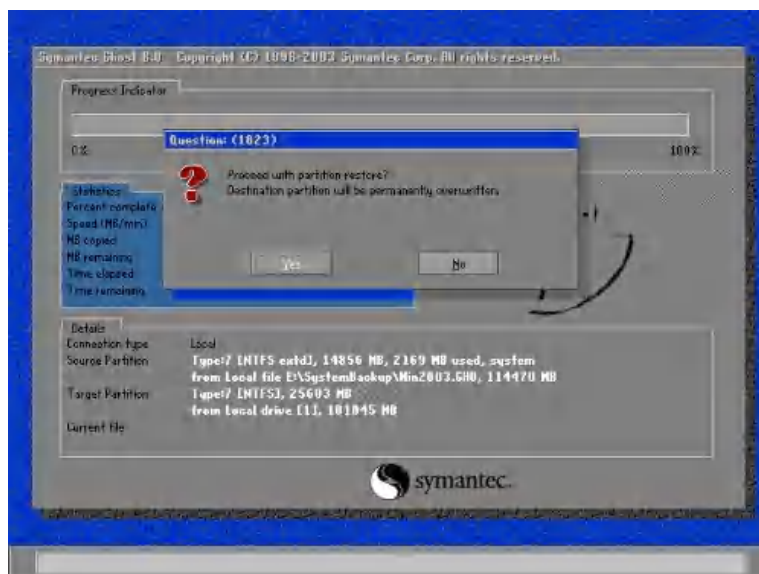 Symantec Ghost 8.0 Copyright (C) 1998-2003 Symantec Corp. All rights reserved.
Progress Indicator
0%
100%
Question: (1823)
Proceed with partition restore?
Destination partition will be permanently overwritten.
Yes
No
Statistics
Percent complete
Speed (MB/min)
MB copied
MB remaining
Time elapsed
Time remaining
Details
Connection type Local
Source Partition Type:7 [NTFS extd], 14856 MB, 2169 MB used, system
from Local file E:\SystemBackup\Win2003.GHO, 114470 MB
Target Partition Type:7 [NTFS], 25603 MB
from Local drive [1], 101845 MB
Current file
symantec.